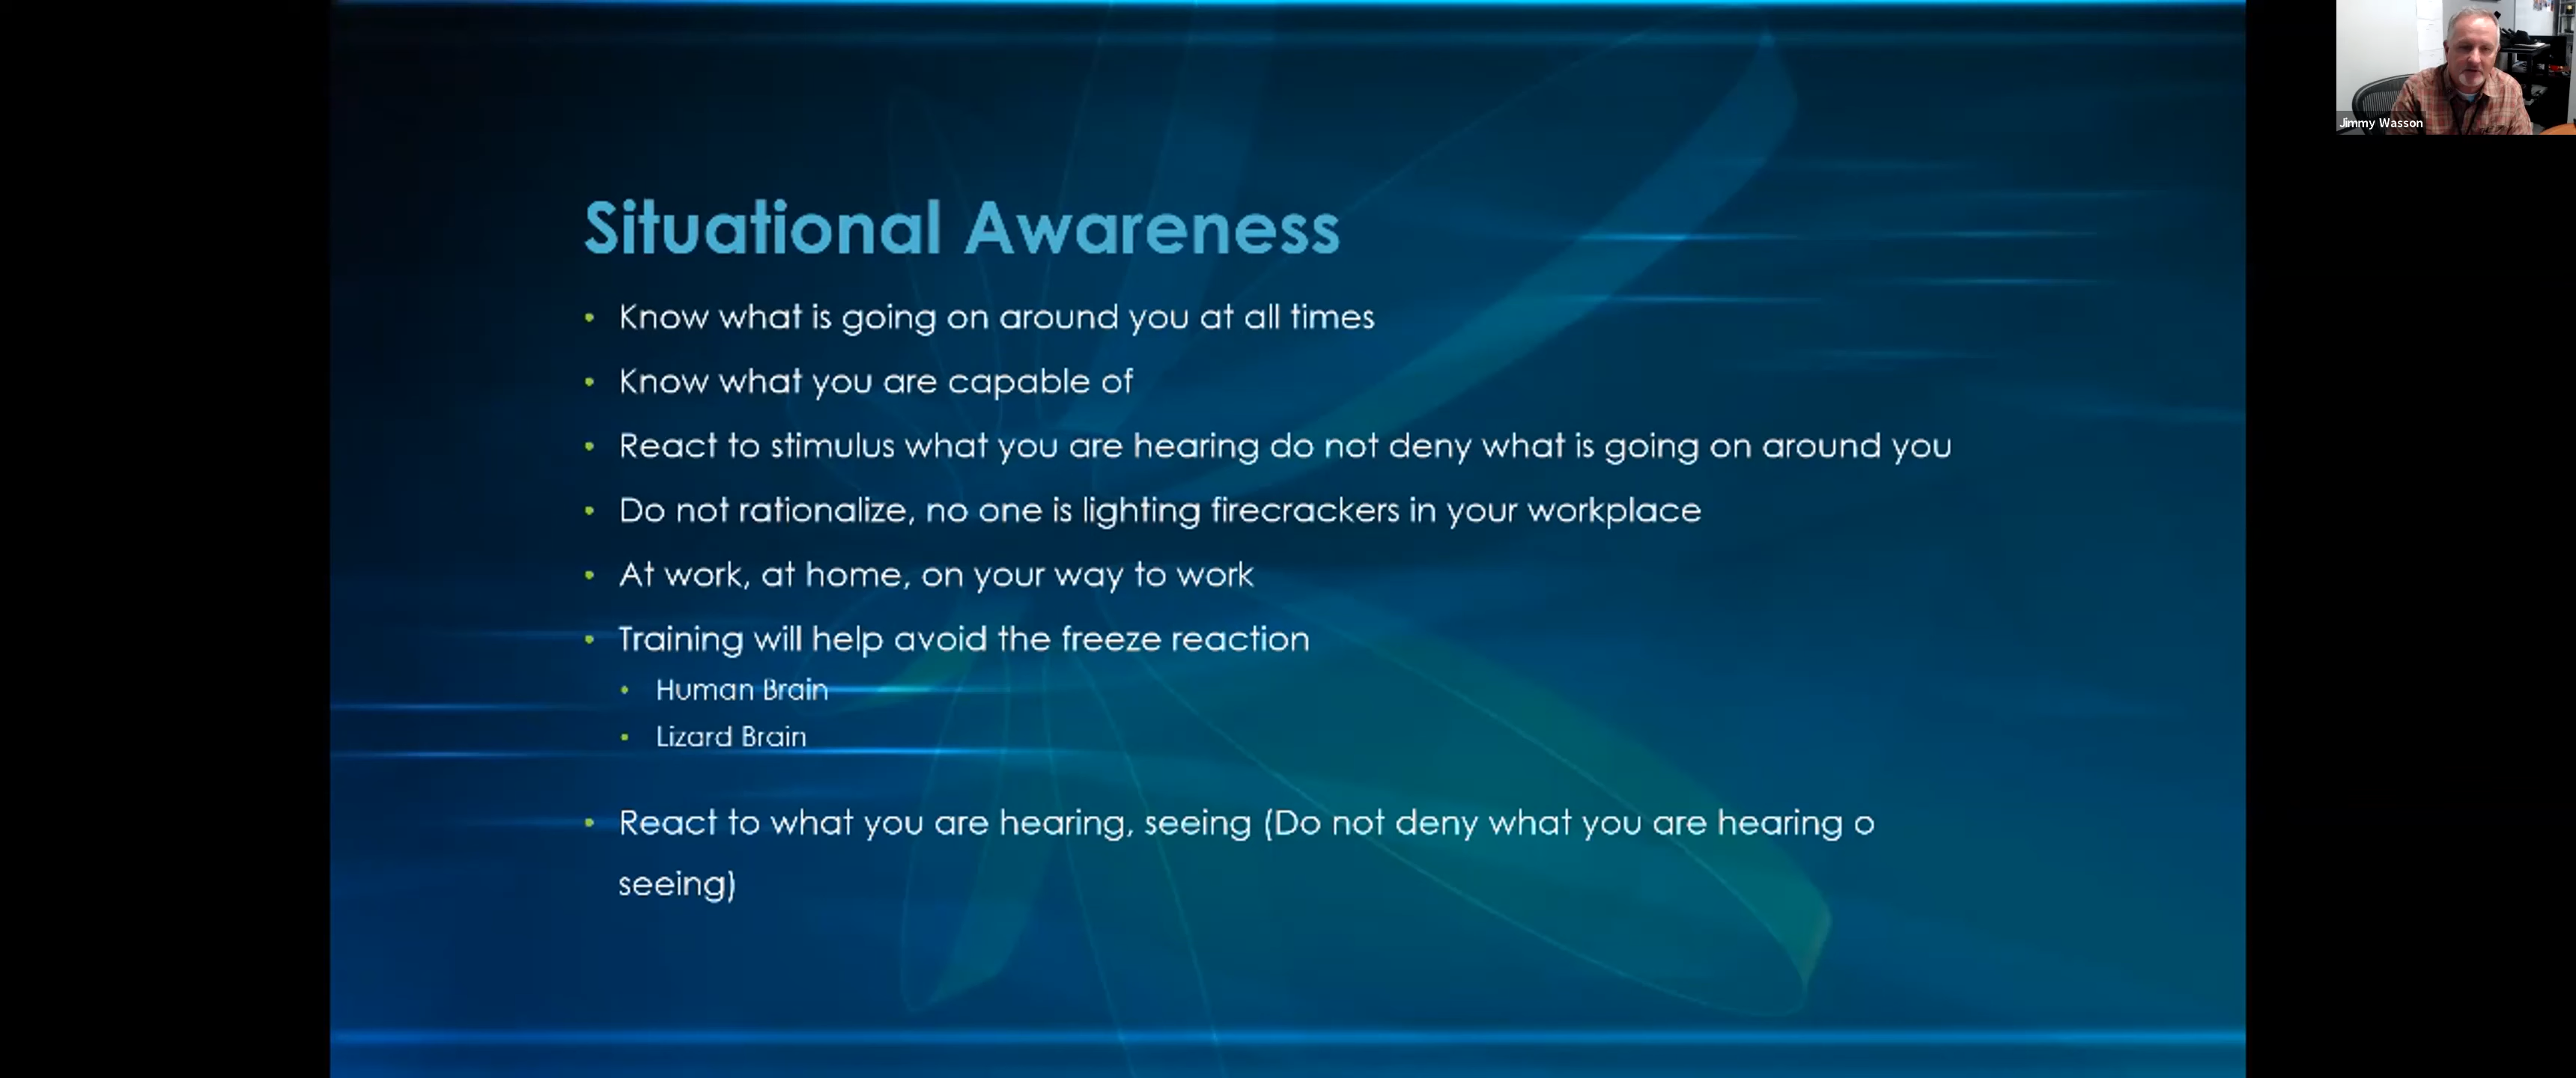 Situational Awareness
• Know what is going on around you at all times
• Know what you are capable of
• React to stimulus what you are hearing do not deny what is going on around you
• Do not rationalize, no one is lighting firecrackers in your workplace
• At work, at home, on your way to work
• Training will help avoid the freeze reaction
• Human Brain
• Lizard Brain
• React to what you are hearing, seeing (Do not deny what you are hearing o
seeing)
Jimmy Wasson